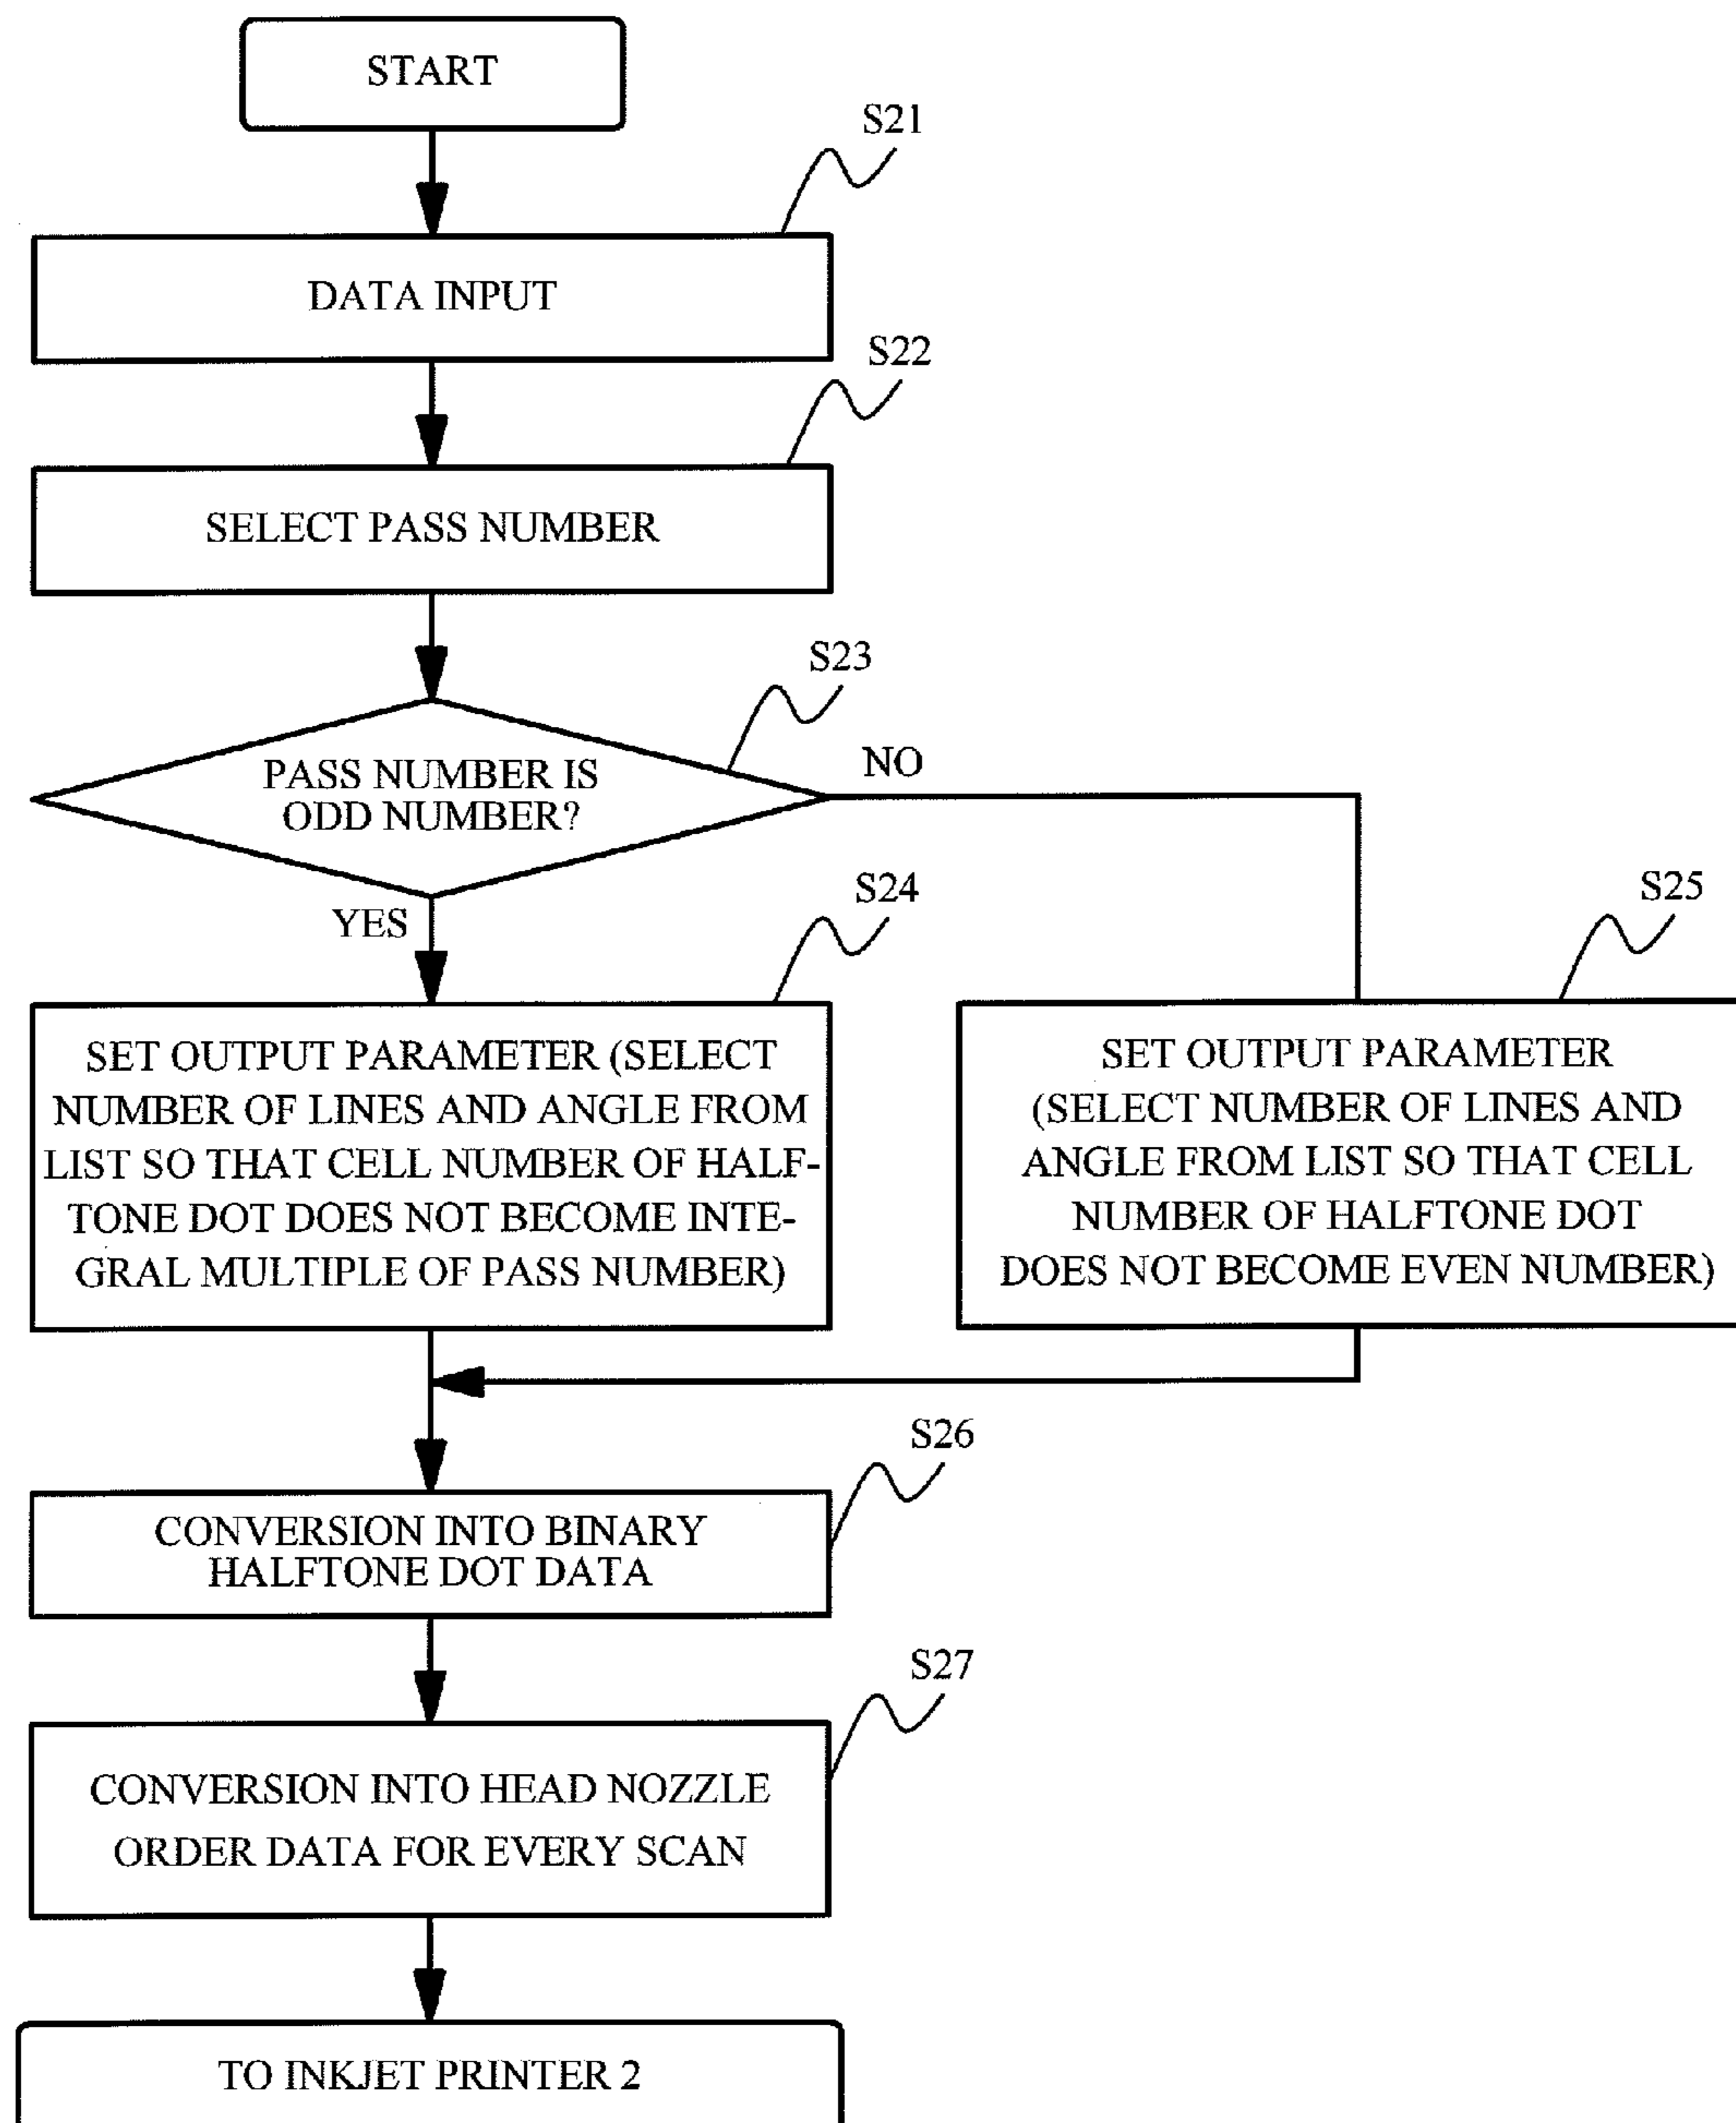 START
S21
DATA INPUT
S22
SELECT PASS NUMBER
S23
PASS NUMBER IS
ODD NUMBER?
NO
YES
S24
SET OUTPUT PARAMETER (SELECT
NUMBER OF LINES AND ANGLE FROM
LIST SO THAT CELL NUMBER OF HALF-
TONE DOT DOES NOT BECOME INTE-
GRAL MULTIPLE OF PASS NUMBER)
S25
SET OUTPUT PARAMETER
(SELECT NUMBER OF LINES AND
ANGLE FROM LIST SO THAT CELL
NUMBER OF HALFTONE DOT
DOES NOT BECOME EVEN NUMBER)
S26
CONVERSION INTO BINARY
HALFTONE DOT DATA
S27
CONVERSION INTO HEAD NOZZLE
ORDER DATA FOR EVERY SCAN
TO INKJET PRINTER 2